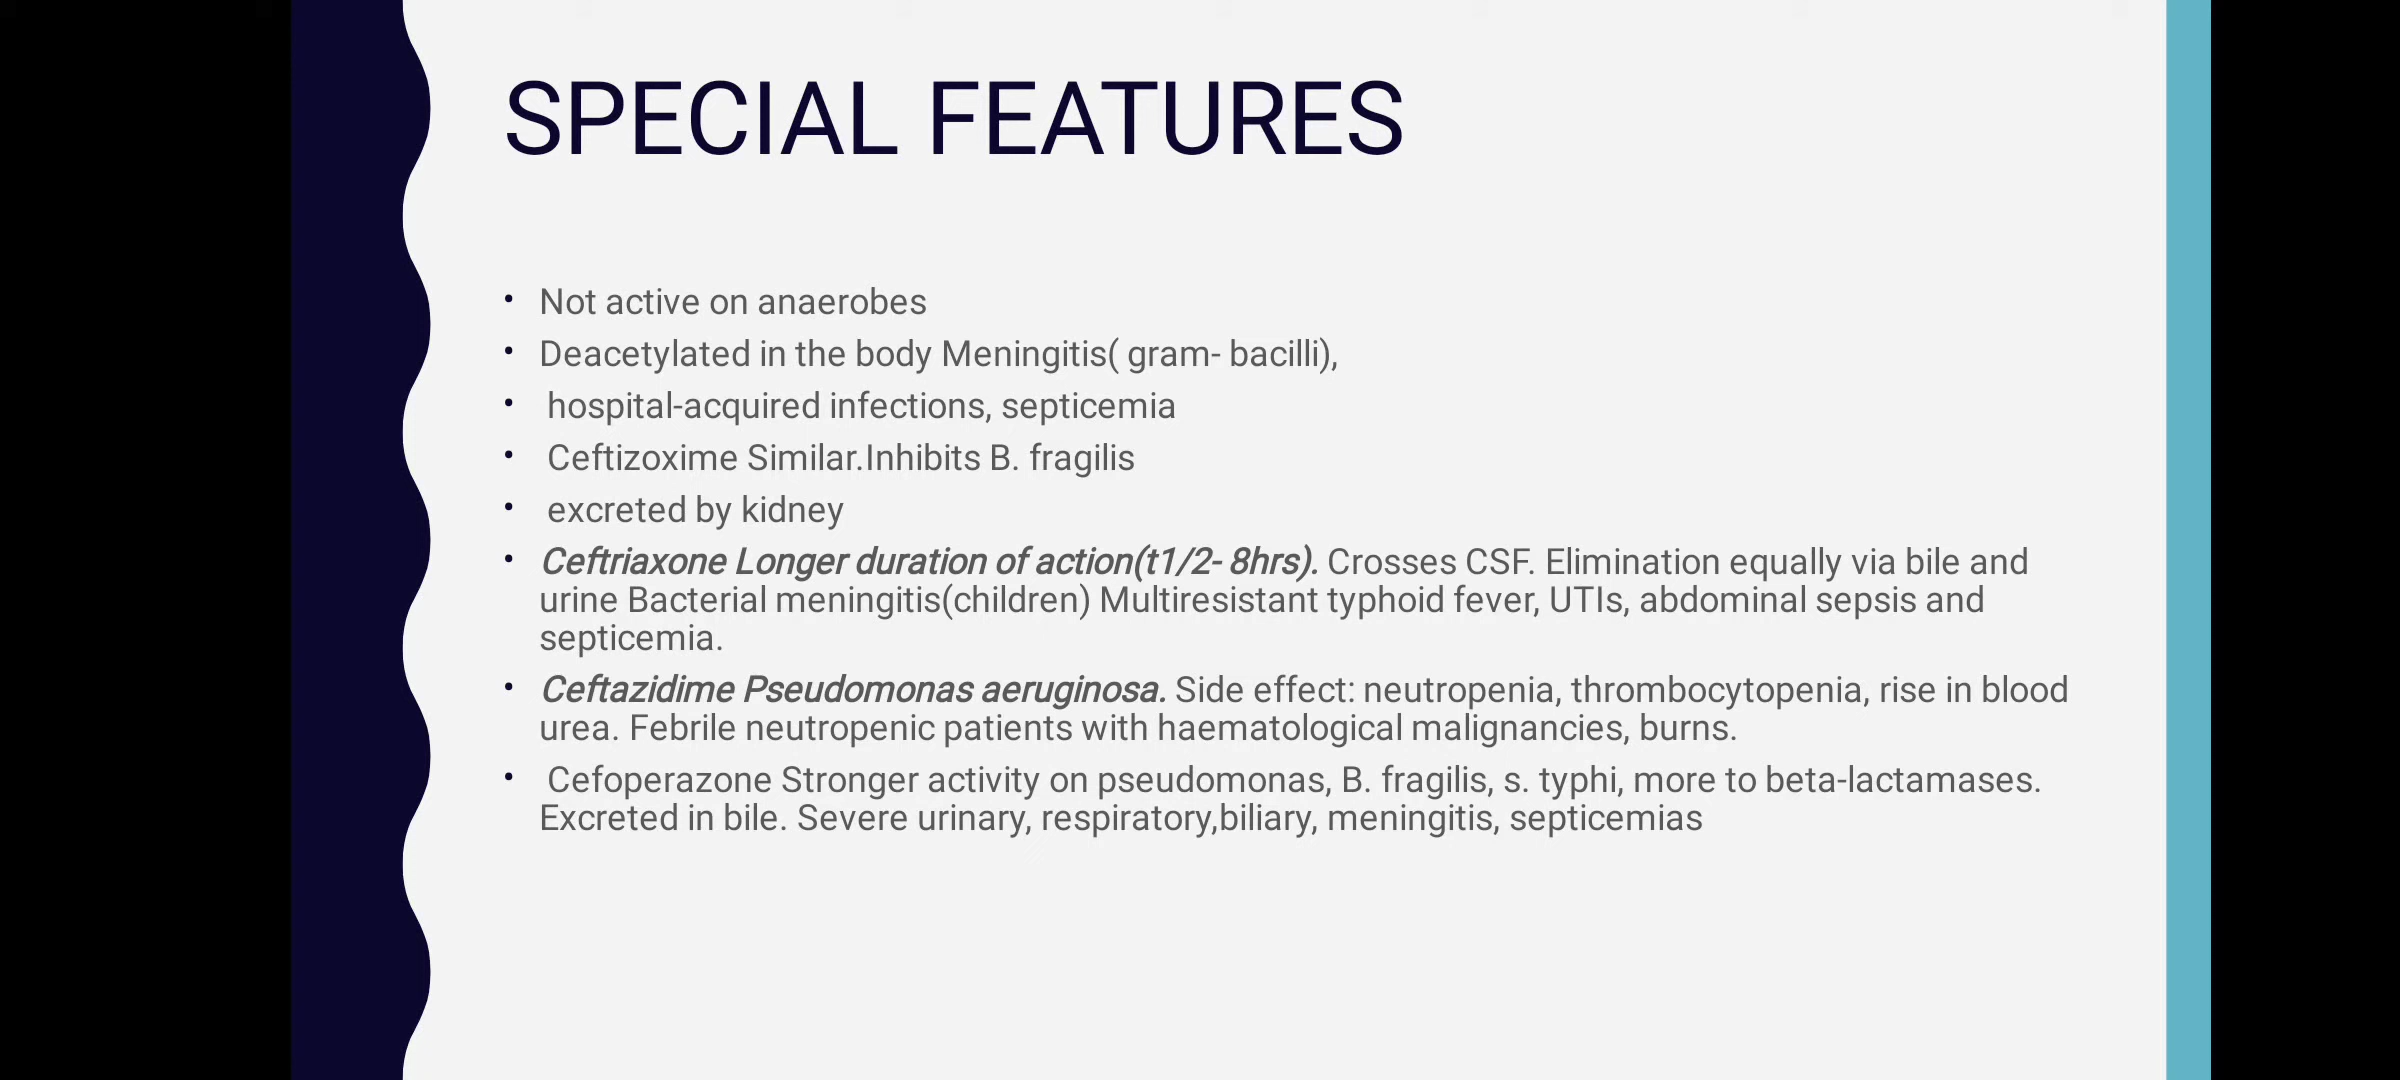 SPECIAL FEATURES
• Not active on anaerobes
• Deacetylated in the body Meningitis( gram- bacilli),
• hospital-acquired infections, septicemia
• Ceftizoxime Similar.Inhibits B. fragilis
• excreted by kidney
• Ceftriaxone Longer duration of action(t1/2- 8hrs). Crosses CSF. Elimination equally via bile and
urine Bacterial meningitis(children) Multiresistant typhoid fever, UTIs, abdominal sepsis and
septicemia.
• Ceftazidime Pseudomonas aeruginosa. Side effect: neutropenia, thrombocytopenia, rise in blood
urea. Febrile neutropenic patients with haematological malignancies, burns.
• Cefoperazone Stronger activity on pseudomonas, B. fragilis, s. typhi, more to beta-lactamases.
Excreted in bile. Severe urinary, respiratory,biliary, meningitis, septicemias